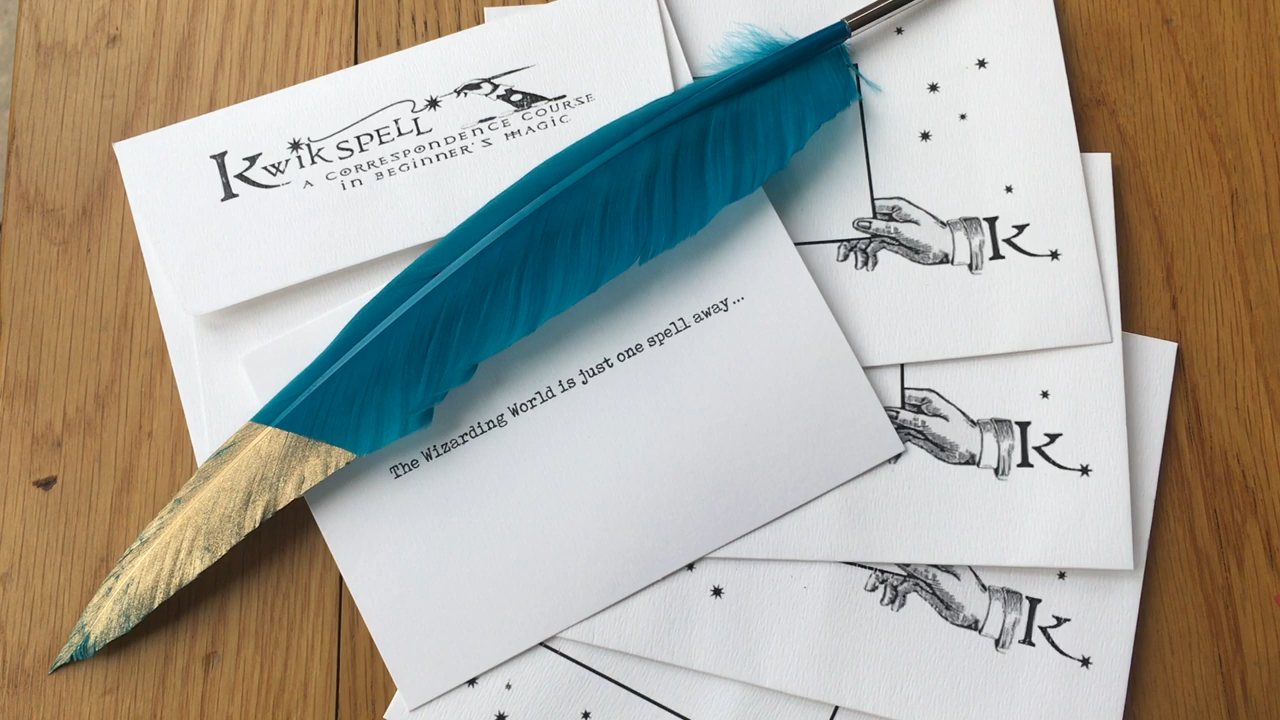 KwikSPELL
A CORRESPONDENCE COURSE
in BEGINNER'S MAGIC
The Wizarding World is just one spell away...
K
K
K